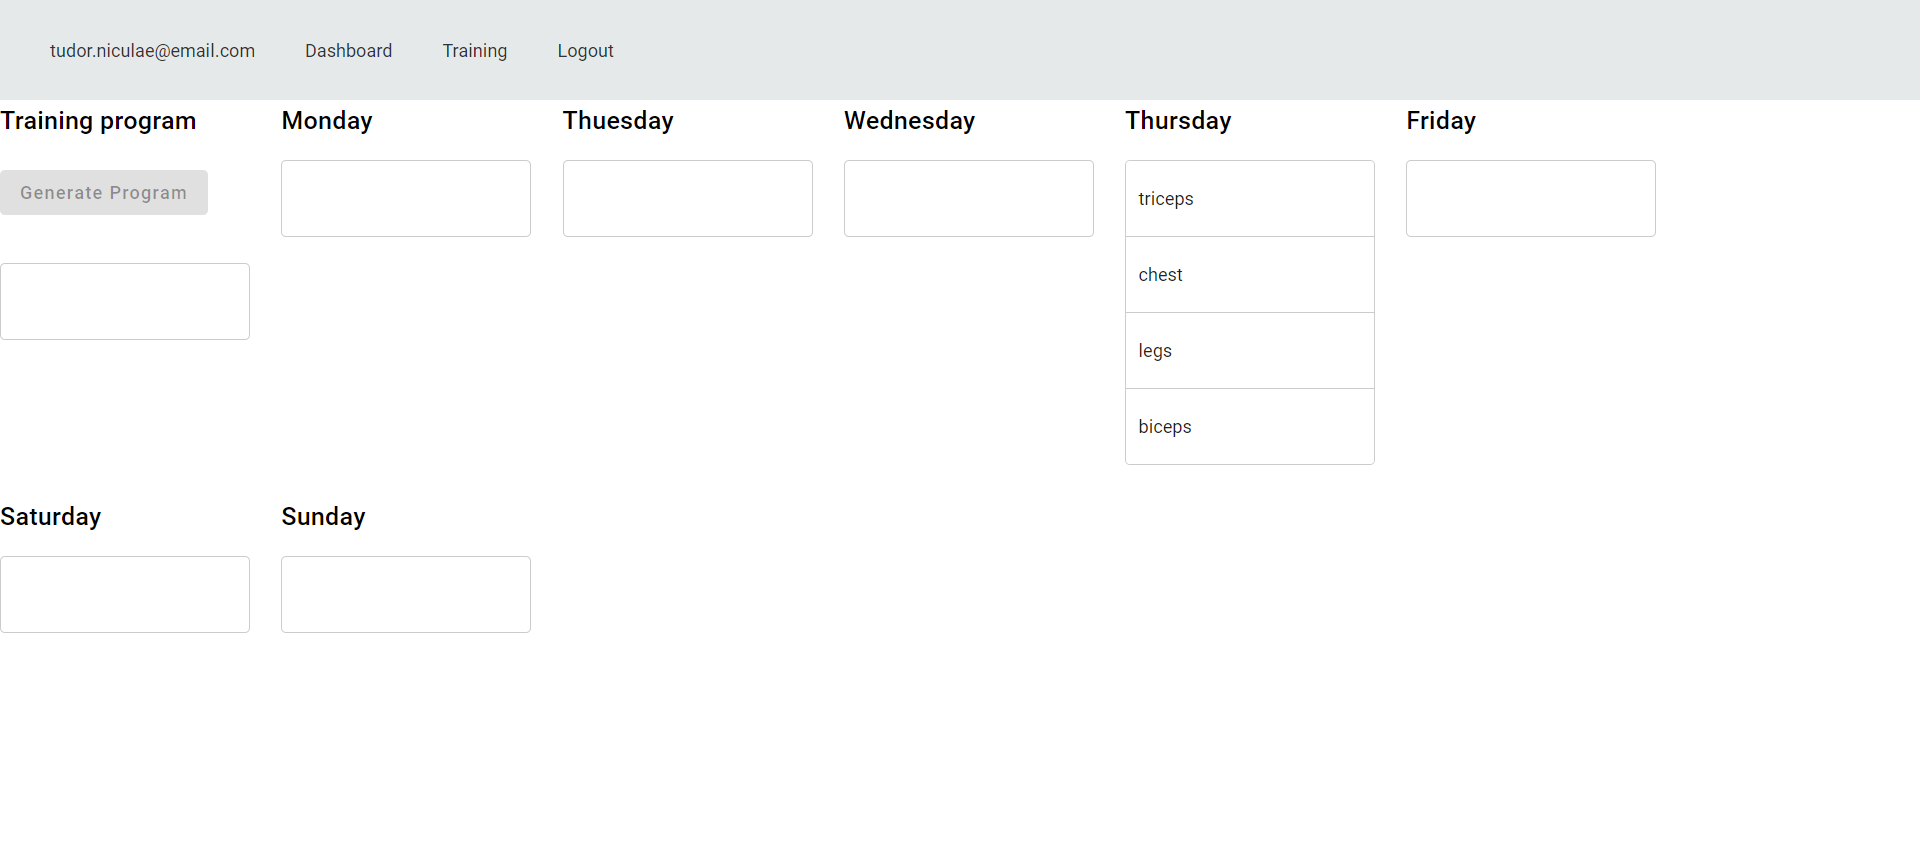 tudor.niculae@email.com Dashboard Training Logout
Training program Monday Thuesday Wednesday Thursday Friday
Generate Program
triceps
chest
legs
biceps
Saturday Sunday